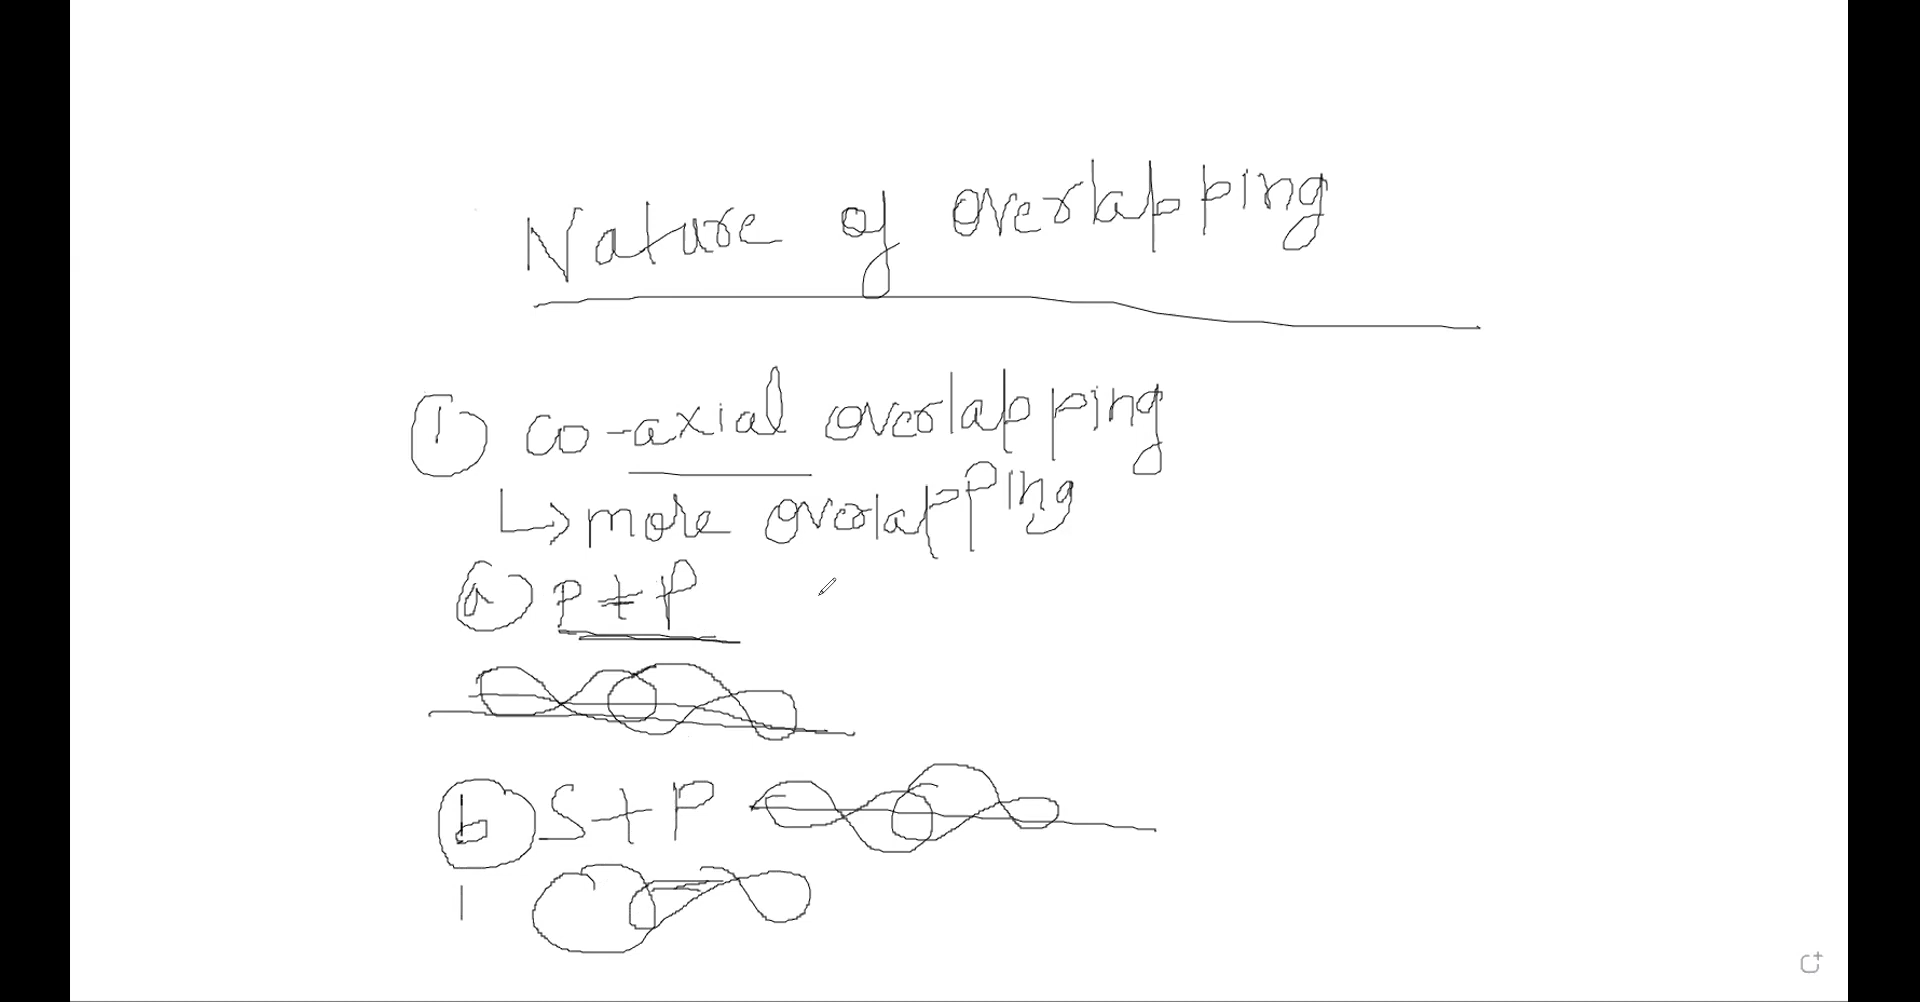 Nature of overlapping
① co-axial overlapping
↳ more overlapping
ⓐ P + P
ⓑ S + P